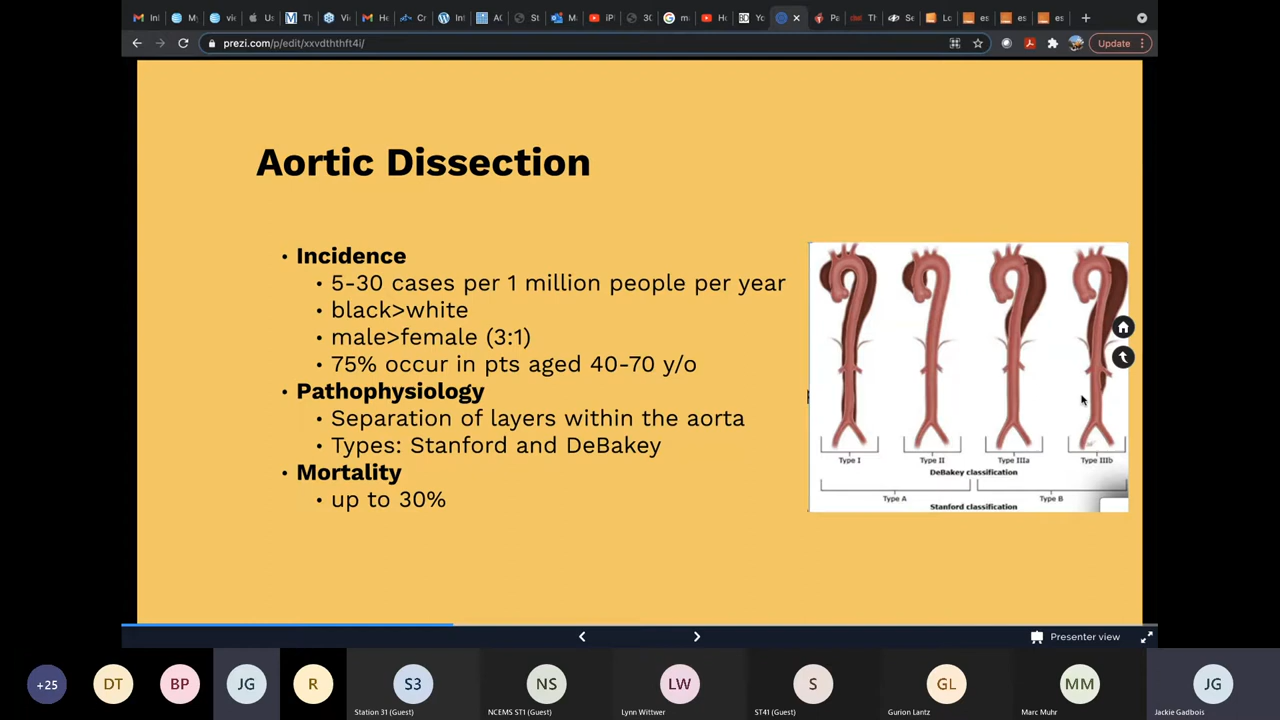 prezi.com/p/edit/xxvdththft4i/
Update
Aortic Dissection
• Incidence
• 5-30 cases per 1 million people per year
• black>white
• male>female (3:1)
• 75% occur in pts aged 40-70 y/o
• Pathophysiology
• Separation of layers within the aorta
• Types: Stanford and DeBakey
• Mortality
• up to 30%
Type I Type II Type IIIa Type IIIb
DeBakey classification
Type A Type B
Stanford classification
Presenter view
+25 DT BP JG R S3 NS LW S GL MM JG
Station 31 (Guest) NCEMS ST1 (Guest) Lynn Wittwer ST41 (Guest) Gurion Lantz Marc Muhr Jackie Gadbois